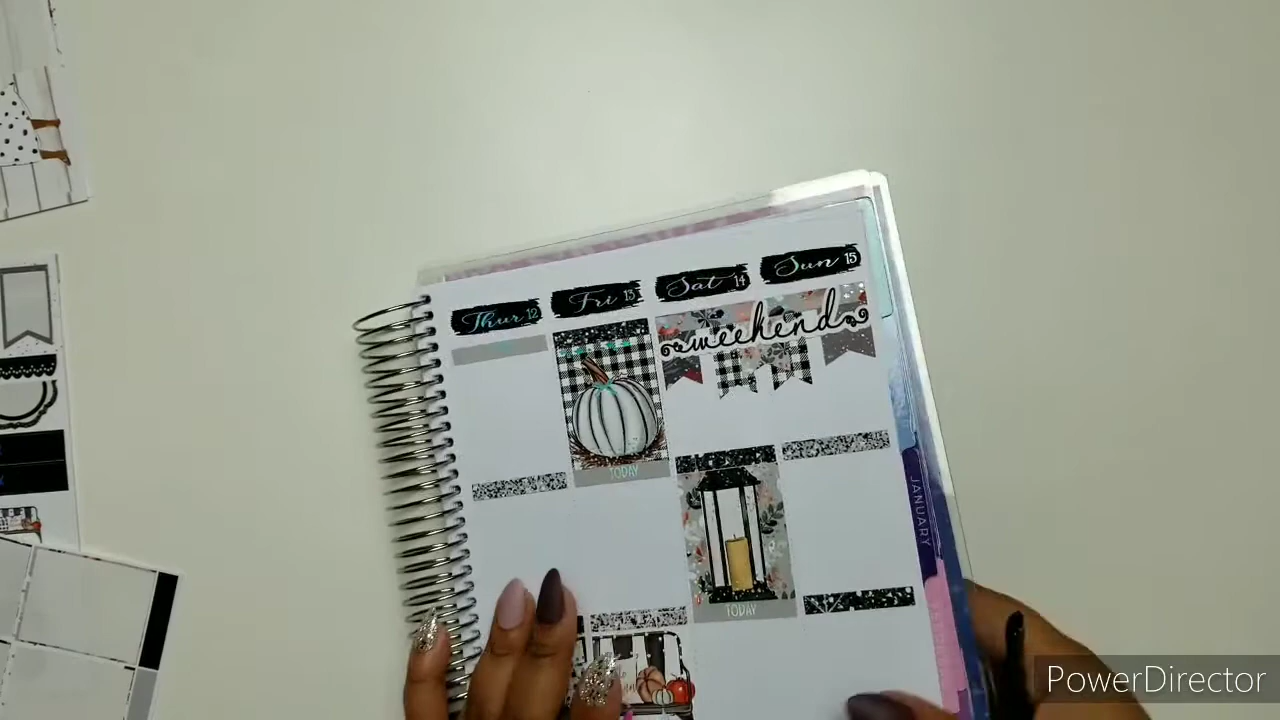 Thur 12
Fri 13
Sat 14
Sun 15
weekend
TODAY
TODAY
JANUARY
PowerDirector